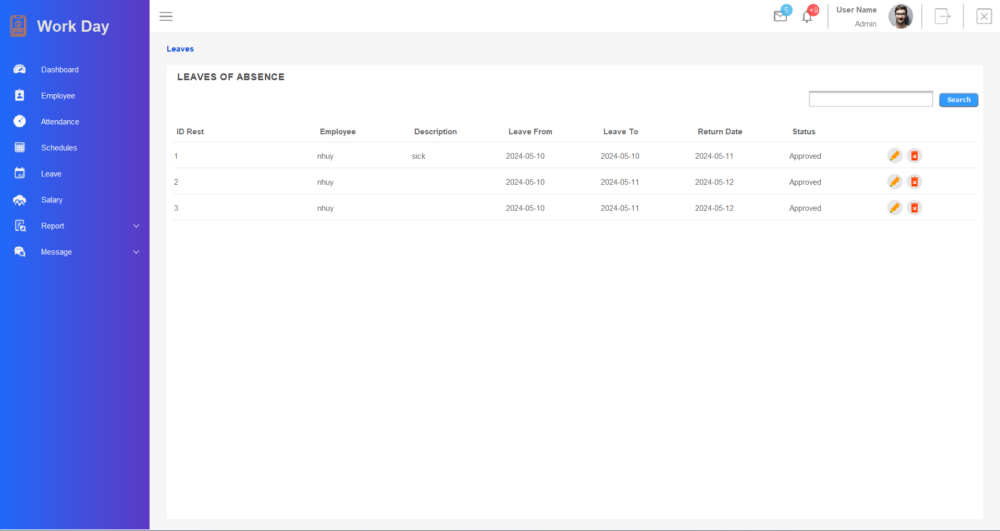 Work Day
Dashboard
Employee
Attendance
Schedules
Leave
Salary
Report
Message
5
+9
User Name
Admin
Leaves
LEAVES OF ABSENCE
Search
ID Rest Employee Description Leave From Leave To Return Date Status
1 nhuy sick 2024-05-10 2024-05-10 2024-05-11 Approved
2 nhuy 2024-05-10 2024-05-11 2024-05-12 Approved
3 nhuy 2024-05-10 2024-05-11 2024-05-12 Approved